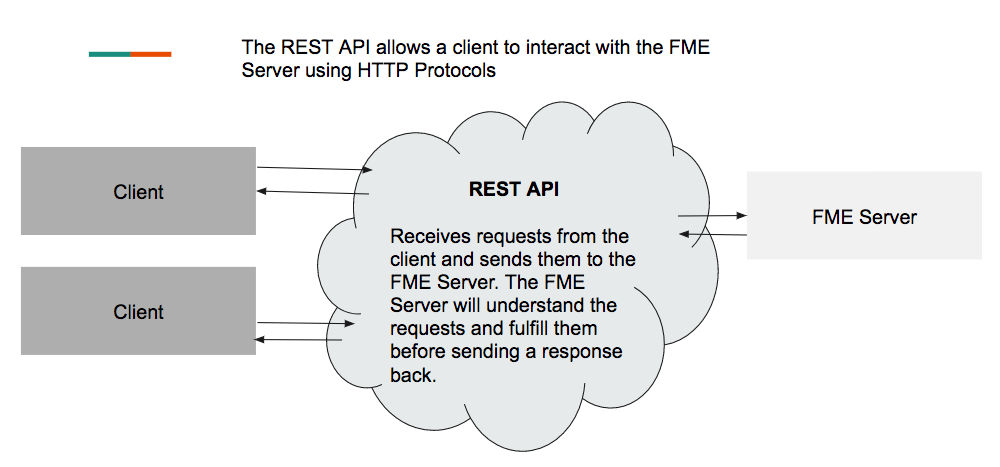 The REST API allows a client to interact with the FME
Server using HTTP Protocols
Client
Client
REST API
Receives requests from the
client and sends them to the
FME Server. The FME
Server will understand the
requests and fulfill them
before sending a response
back.
FME Server